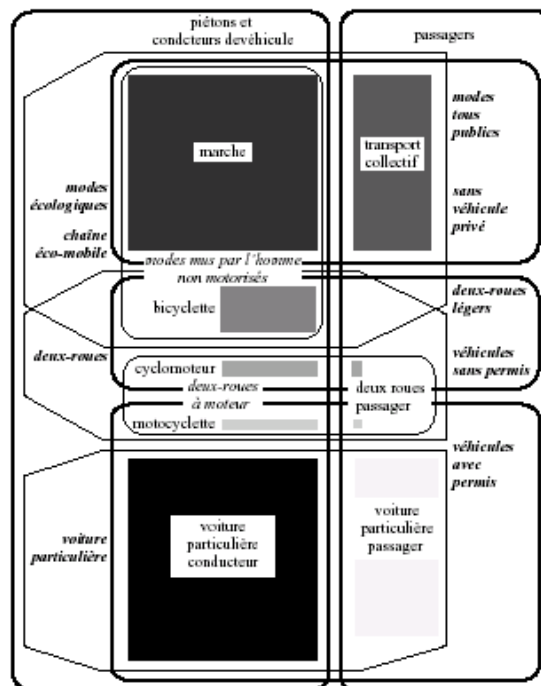 piétons et
condcteurs devéhicule
passagers
marche
transport
collectif
modes
tous
publics
sans
véhicule
privé
modes
écologiques
chaîne
éco-mobile
modes mus par l'homme
non motorisés
bicyclette
deux-roues
légers
deux-roues
cyclomoteur
deux-roues
à moteur
motocyclette
deux roues
passager
véhicules
sans permis
véhicules
avec
permis
voiture
particulière
voiture
particulière
conducteur
voiture
particulière
passager